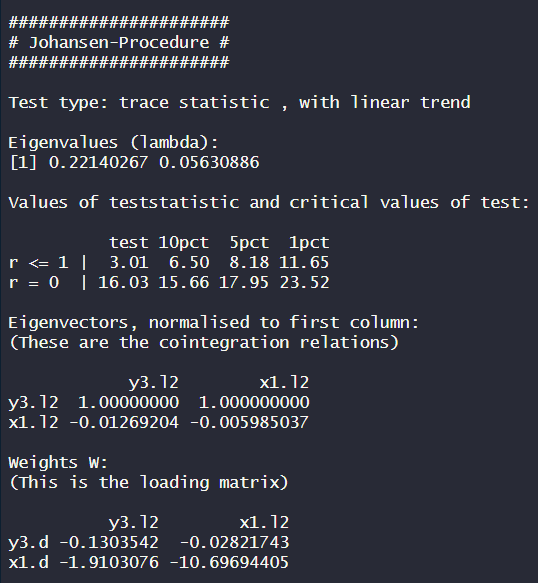 ######################
# Johansen-Procedure #
######################
Test type: trace statistic , with linear trend
Eigenvalues (lambda):
[1] 0.22140267 0.05630886
Values of teststatistic and critical values of test:
test 10pct 5pct 1pct
r <= 1 | 3.01 6.50 8.18 11.65
r = 0 | 16.03 15.66 17.95 23.52
Eigenvectors, normalised to first column:
(These are the cointegration relations)
y3.l2 x1.l2
y3.l2 1.00000000 1.000000000
x1.l2 -0.01269204 -0.005985037
Weights W:
(This is the loading matrix)
y3.l2 x1.l2
y3.d -0.1303542 -0.02821743
x1.d -1.9103076 -10.69694405